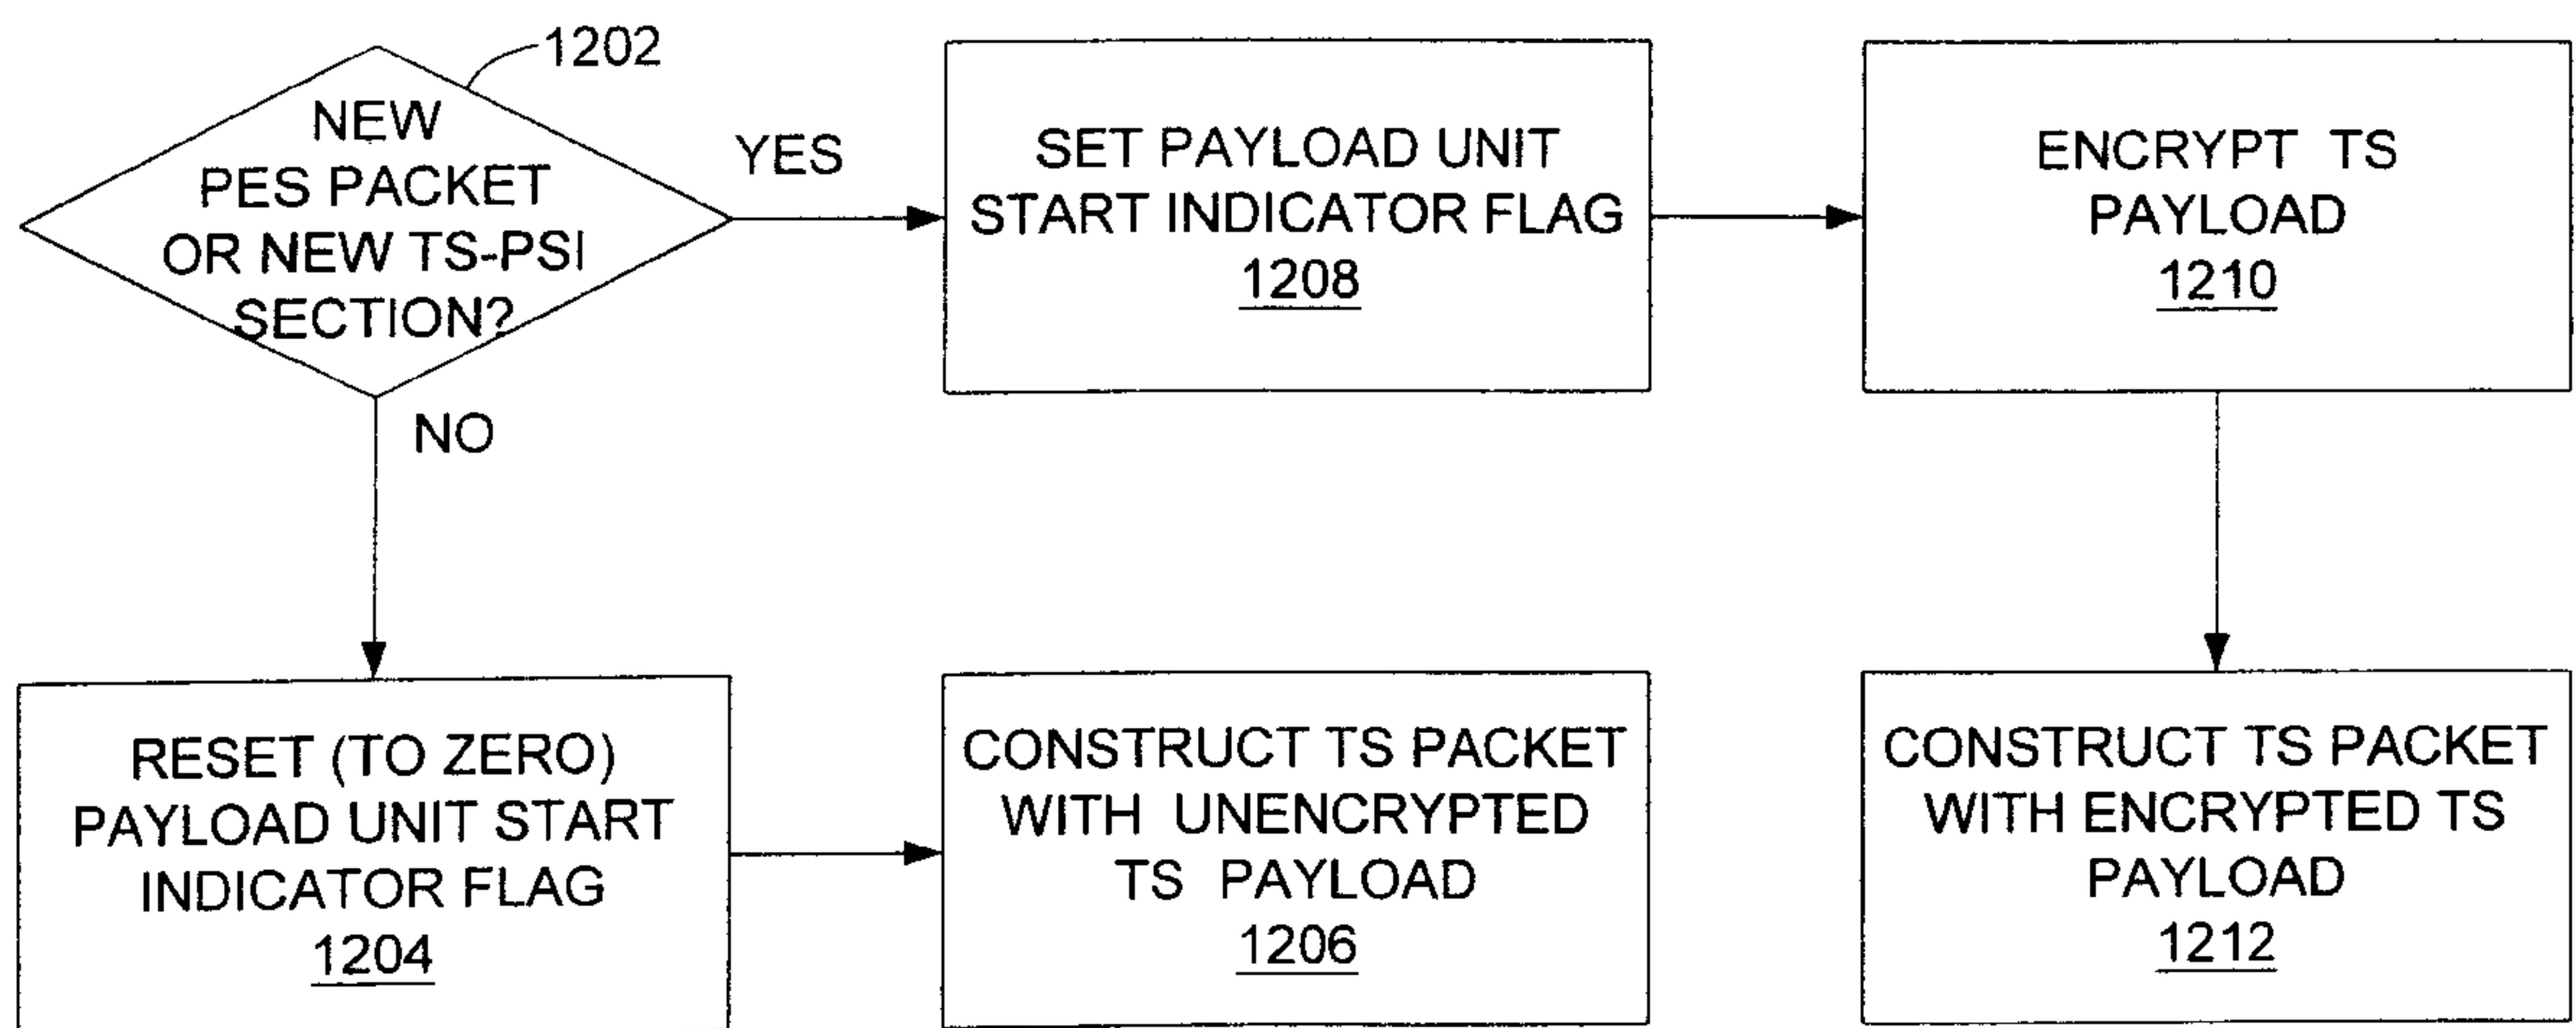 1202
NEW
PES PACKET
OR NEW TS-PSI
SECTION?
YES
NO
SET PAYLOAD UNIT
START INDICATOR FLAG
1208
ENCRYPT TS
PAYLOAD
1210
RESET (TO ZERO)
PAYLOAD UNIT START
INDICATOR FLAG
1204
CONSTRUCT TS PACKET
WITH UNENCRYPTED
TS PAYLOAD
1206
CONSTRUCT TS PACKET
WITH ENCRYPTED TS
PAYLOAD
1212